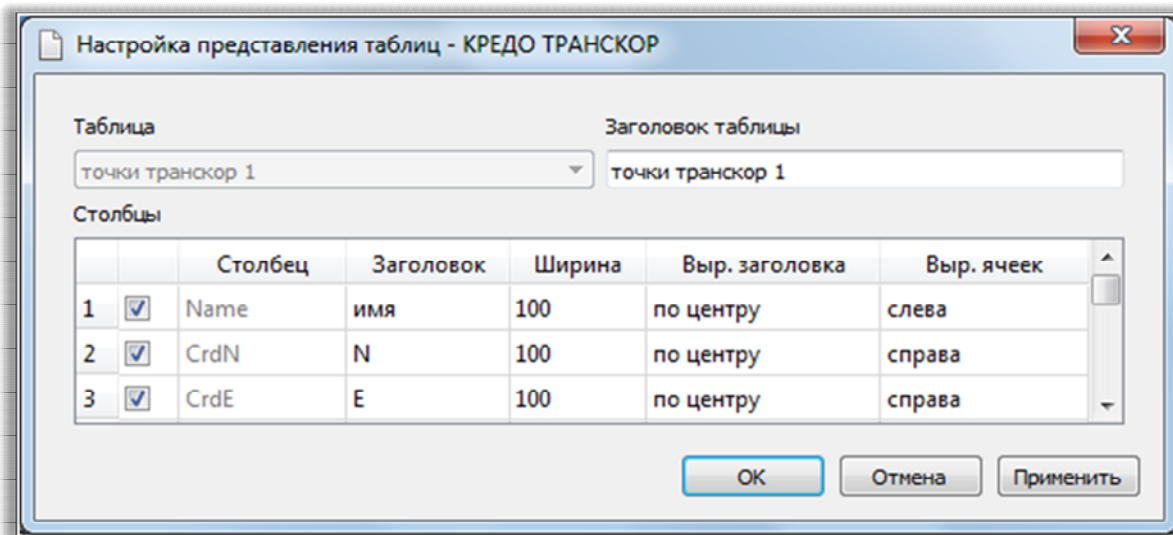 Настройка представления таблиц - КРЕДО ТРАНСКОР
Таблица Заголовок таблицы
точки транскор 1 точки транскор 1
Столбцы
Столбец Заголовок Ширина Выр. заголовка Выр. ячеек
1 Name имя 100 по центру слева
2 CrdN N 100 по центру справа
3 CrdE E 100 по центру справа
OK Отмена Применить